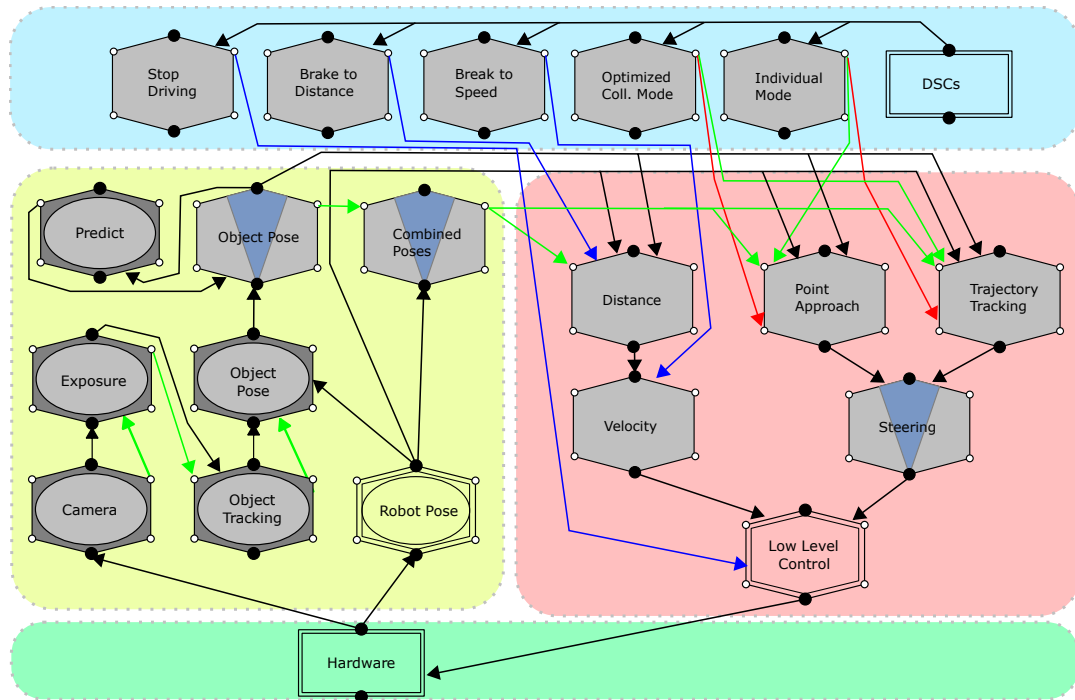 Stop
Driving
Brake to
Distance
Break to
Speed
Optimized
Coll. Mode
Individual
Mode
DSCs
Predict
Object Pose
Combined
Poses
Distance
Point
Approach
Trajectory
Tracking
Exposure
Object
Pose
Velocity
Steering
Camera
Object
Tracking
Robot Pose
Low Level
Control
Hardware